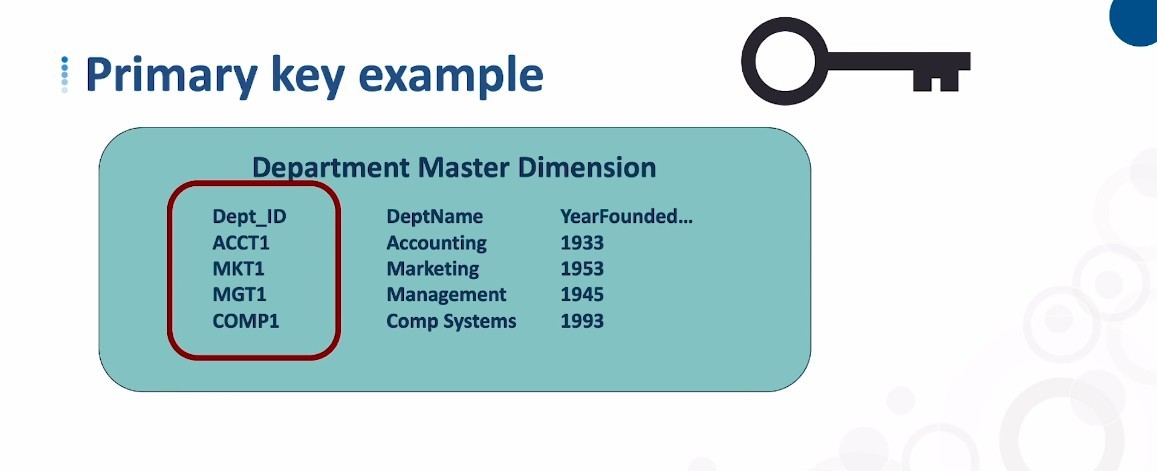 Primary key example
Department Master Dimension
Dept_ID DeptName YearFounded...
ACCT1 Accounting 1933
MKT1 Marketing 1953
MGT1 Management 1945
COMP1 Comp Systems 1993